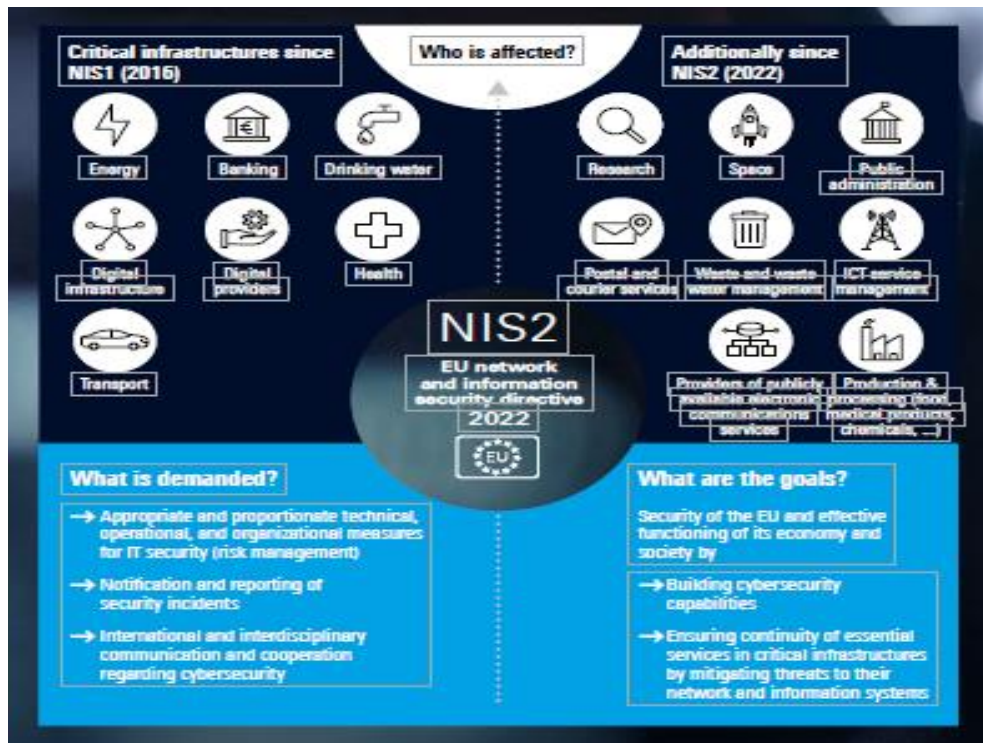 Who is affected?
Critical infrastructures since
NIS1 (2016)
Energy
Banking
Drinking water
Digital
infrastructure
Digital
providers
Health
Transport
Additionally since
NIS2 (2022)
Research
Space
Public
administration
Postal and
courier services
Waste and waste
water management
ICT service
management
Providers of publicly
available electronic
communications
services
Production &
processing (food,
medical products,
chemicals, ...)
NIS2
EU network
and information
security directive
2022
EU
What is demanded?
→ Appropriate and proportionate technical,
operational, and organizational measures
for IT security (risk management)
→ Notification and reporting of
security incidents
→ International and interdisciplinary
communication and cooperation
regarding cybersecurity
What are the goals?
Security of the EU and effective
functioning of its economy and
society by
→ Building cybersecurity
capabilities
→ Ensuring continuity of essential
services in critical infrastructures
by mitigating threats to their
network and information systems